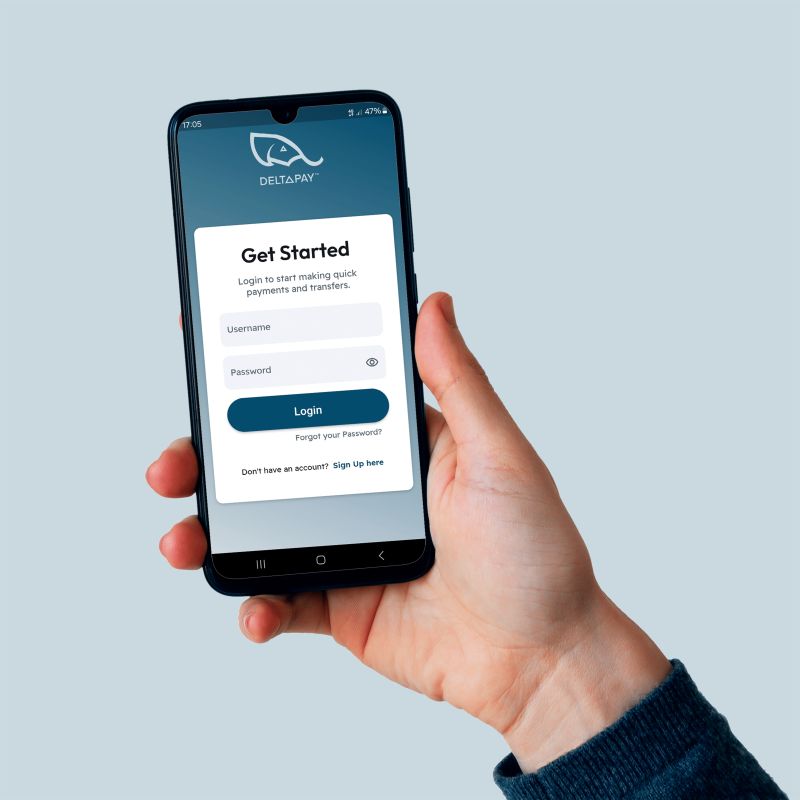 17:05 47%
DELTAPAY™
Get Started
Login to start making quick
payments and transfers.
Username
Password
Login
Forgot your Password?
Don't have an account? Sign Up here